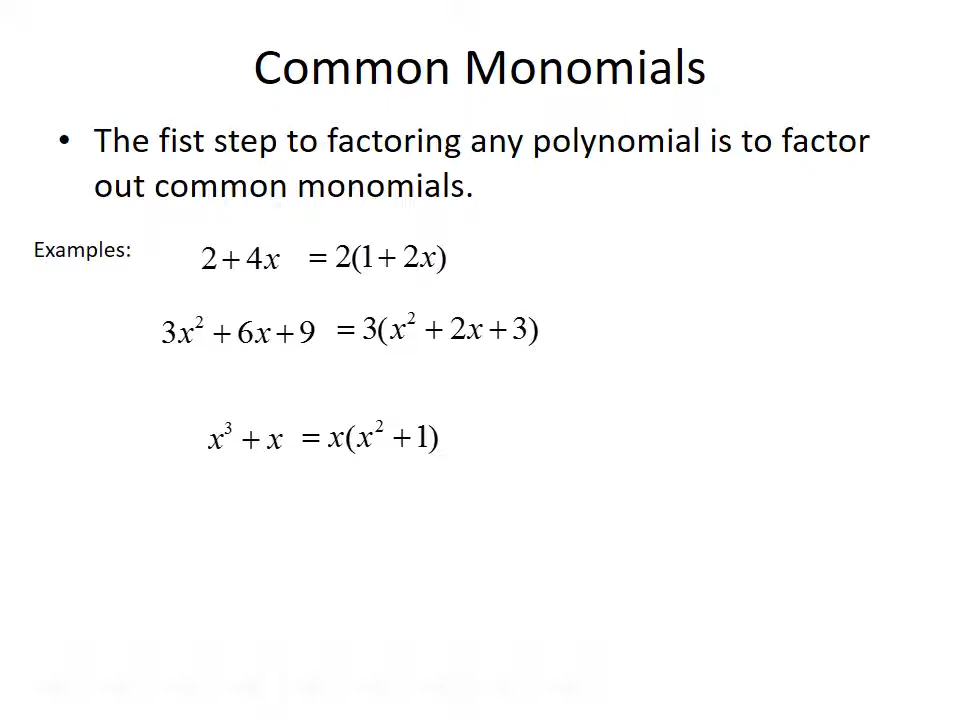 Common Monomials
• The fist step to factoring any polynomial is to factor
out common monomials.
Examples: 2 + 4x = 2(1 + 2x)
3x² + 6x + 9 = 3(x² + 2x + 3)
x³ + x = x(x² + 1)